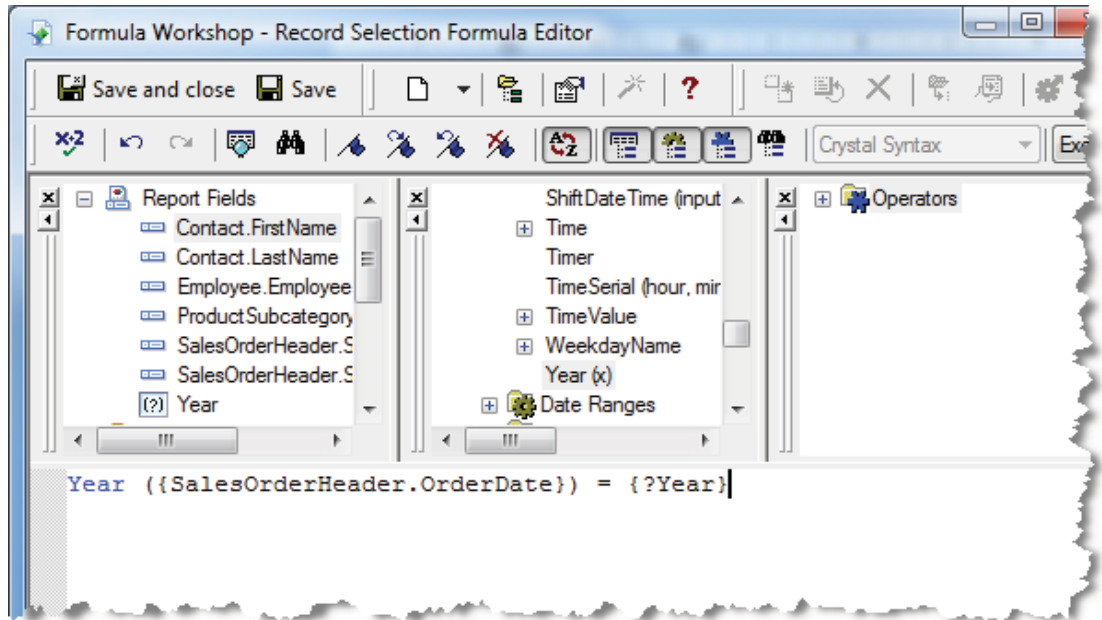 Formula Workshop - Record Selection Formula Editor
Save and close Save ?
x+2 A Z Crystal Syntax
Report Fields
Contact.FirstName
Contact.LastName
Employee.Employee
ProductSubcategory
SalesOrderHeader.S
SalesOrderHeader.S
(?) Year
ShiftDateTime (input
Time
Timer
TimeSerial (hour, mir
TimeValue
WeekdayName
Year (x)
Date Ranges
Operators
Year ({SalesOrderHeader.OrderDate}) = {?Year}